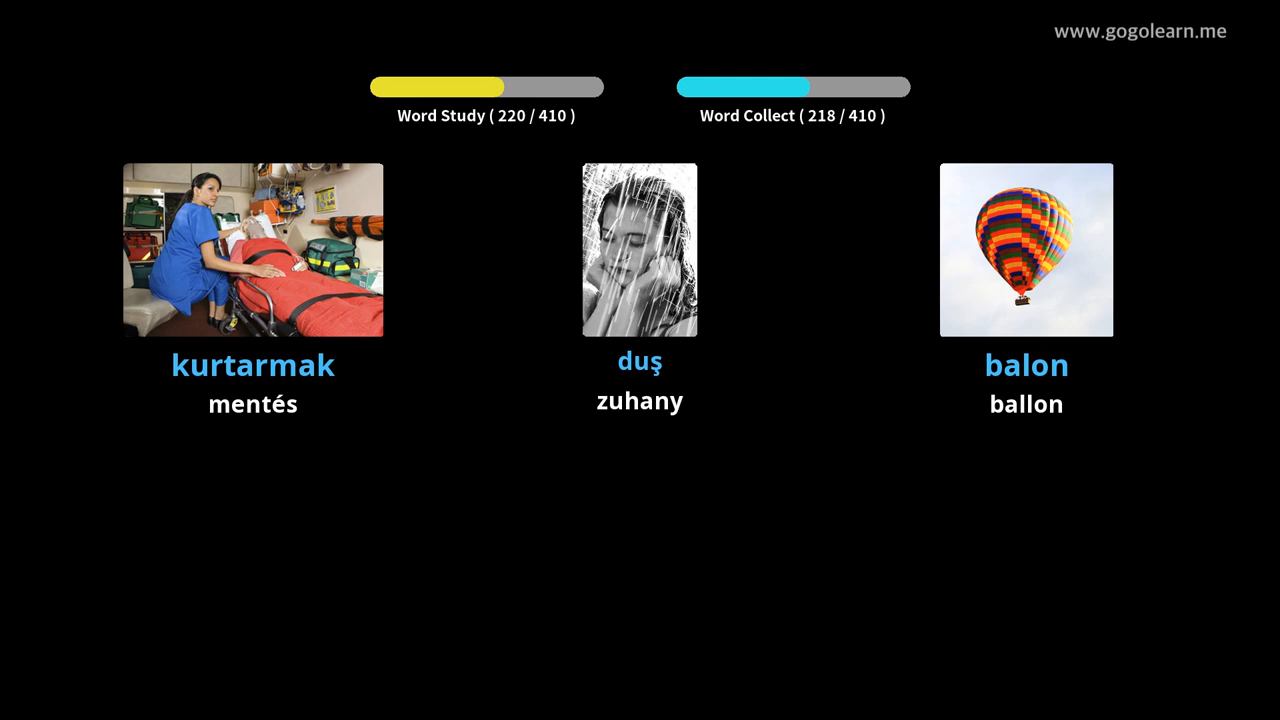 www.gogolearn.me
Word Study ( 220 / 410 )
Word Collect ( 218 / 410 )
kurtarmak
mentés
duş
zuhany
balon
ballon